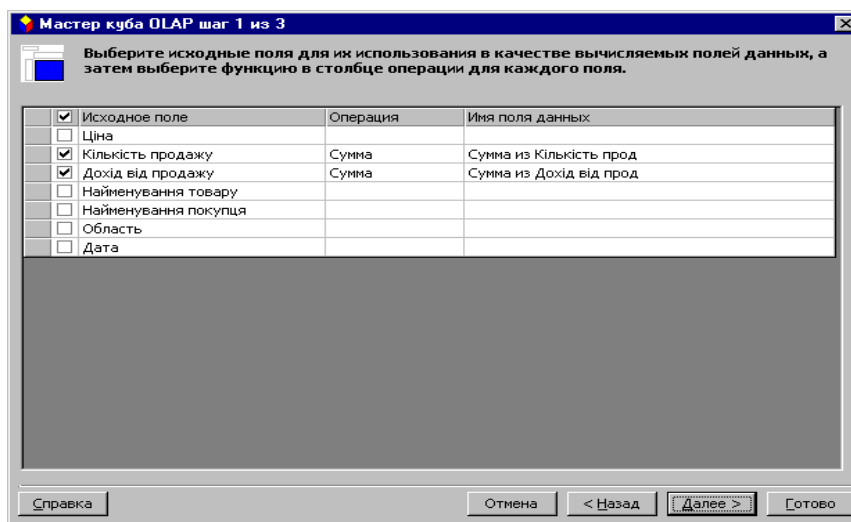 Мастер куба OLAP шаг 1 из 3
Выберите исходные поля для их использования в качестве вычисляемых полей данных, а
затем выберите функцию в столбце операции для каждого поля.
Исходное поле Операция Имя поля данных
Ціна
Кількість продажу Сумма Сумма из Кількість прод
Дохід від продажу Сумма Сумма из Дохід від прод
Найменування товару
Найменування покупця
Область
Дата
Справка Отмена < Назад Далее > Готово